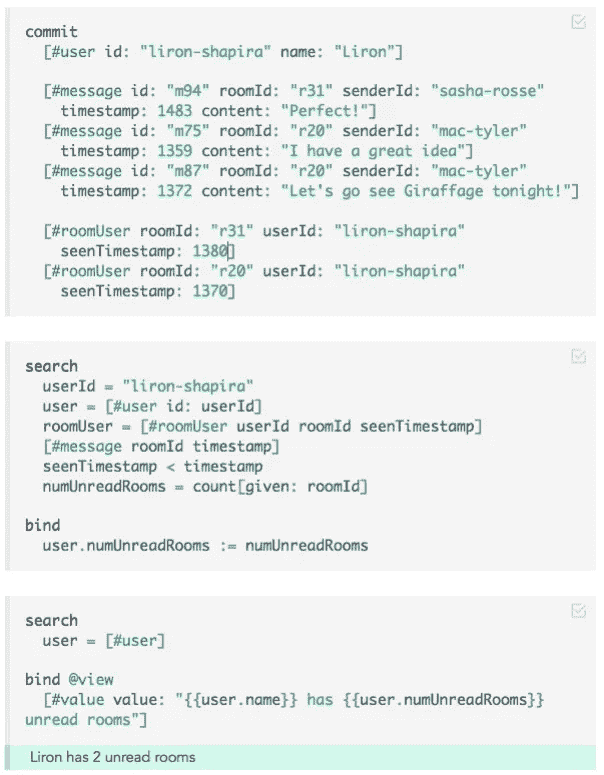 commit
[#user id: "liron-shapira" name: "Liron"]
[#message id: "m94" roomId: "r31" senderId: "sasha-rosse"
timestamp: 1483 content: "Perfect!"]
[#message id: "m75" roomId: "r20" senderId: "mac-tyler"
timestamp: 1359 content: "I have a great idea"]
[#message id: "m87" roomId: "r20" senderId: "mac-tyler"
timestamp: 1372 content: "Let's go see Giraffage tonight!"]
[#roomUser roomId: "r31" userId: "liron-shapira"
seenTimestamp: 1380]
[#roomUser roomId: "r20" userId: "liron-shapira"
seenTimestamp: 1370]
search
userId = "liron-shapira"
user = [#user id: userId]
roomUser = [#roomUser userId roomId seenTimestamp]
[#message roomId timestamp]
seenTimestamp < timestamp
numUnreadRooms = count[given: roomId]
bind
user.numUnreadRooms := numUnreadRooms
search
user = [#user]
bind @view
[#value value: "{{user.name}} has {{user.numUnreadRooms}}
unread rooms"]
Liron has 2 unread rooms